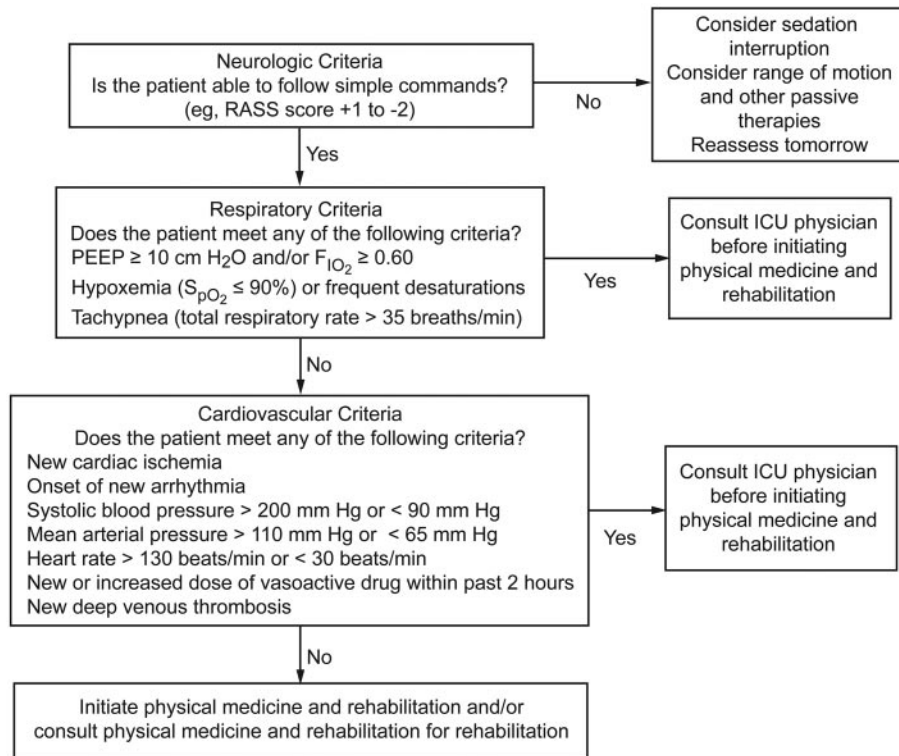 Neurologic Criteria
Is the patient able to follow simple commands?
(eg, RASS score +1 to -2)
No
Consider sedation
interruption
Consider range of motion
and other passive
therapies
Reassess tomorrow
Yes
Respiratory Criteria
Does the patient meet any of the following criteria?
PEEP ≥ 10 cm H₂O and/or F_IO₂ ≥ 0.60
Hypoxemia (S_pO₂ ≤ 90%) or frequent desaturations
Tachypnea (total respiratory rate > 35 breaths/min)
Yes
Consult ICU physician
before initiating
physical medicine and
rehabilitation
No
Cardiovascular Criteria
Does the patient meet any of the following criteria?
New cardiac ischemia
Onset of new arrhythmia
Systolic blood pressure > 200 mm Hg or < 90 mm Hg
Mean arterial pressure > 110 mm Hg or < 65 mm Hg
Heart rate > 130 beats/min or < 30 beats/min
New or increased dose of vasoactive drug within past 2 hours
New deep venous thrombosis
Yes
Consult ICU physician
before initiating
physical medicine and
rehabilitation
No
Initiate physical medicine and rehabilitation and/or
consult physical medicine and rehabilitation for rehabilitation